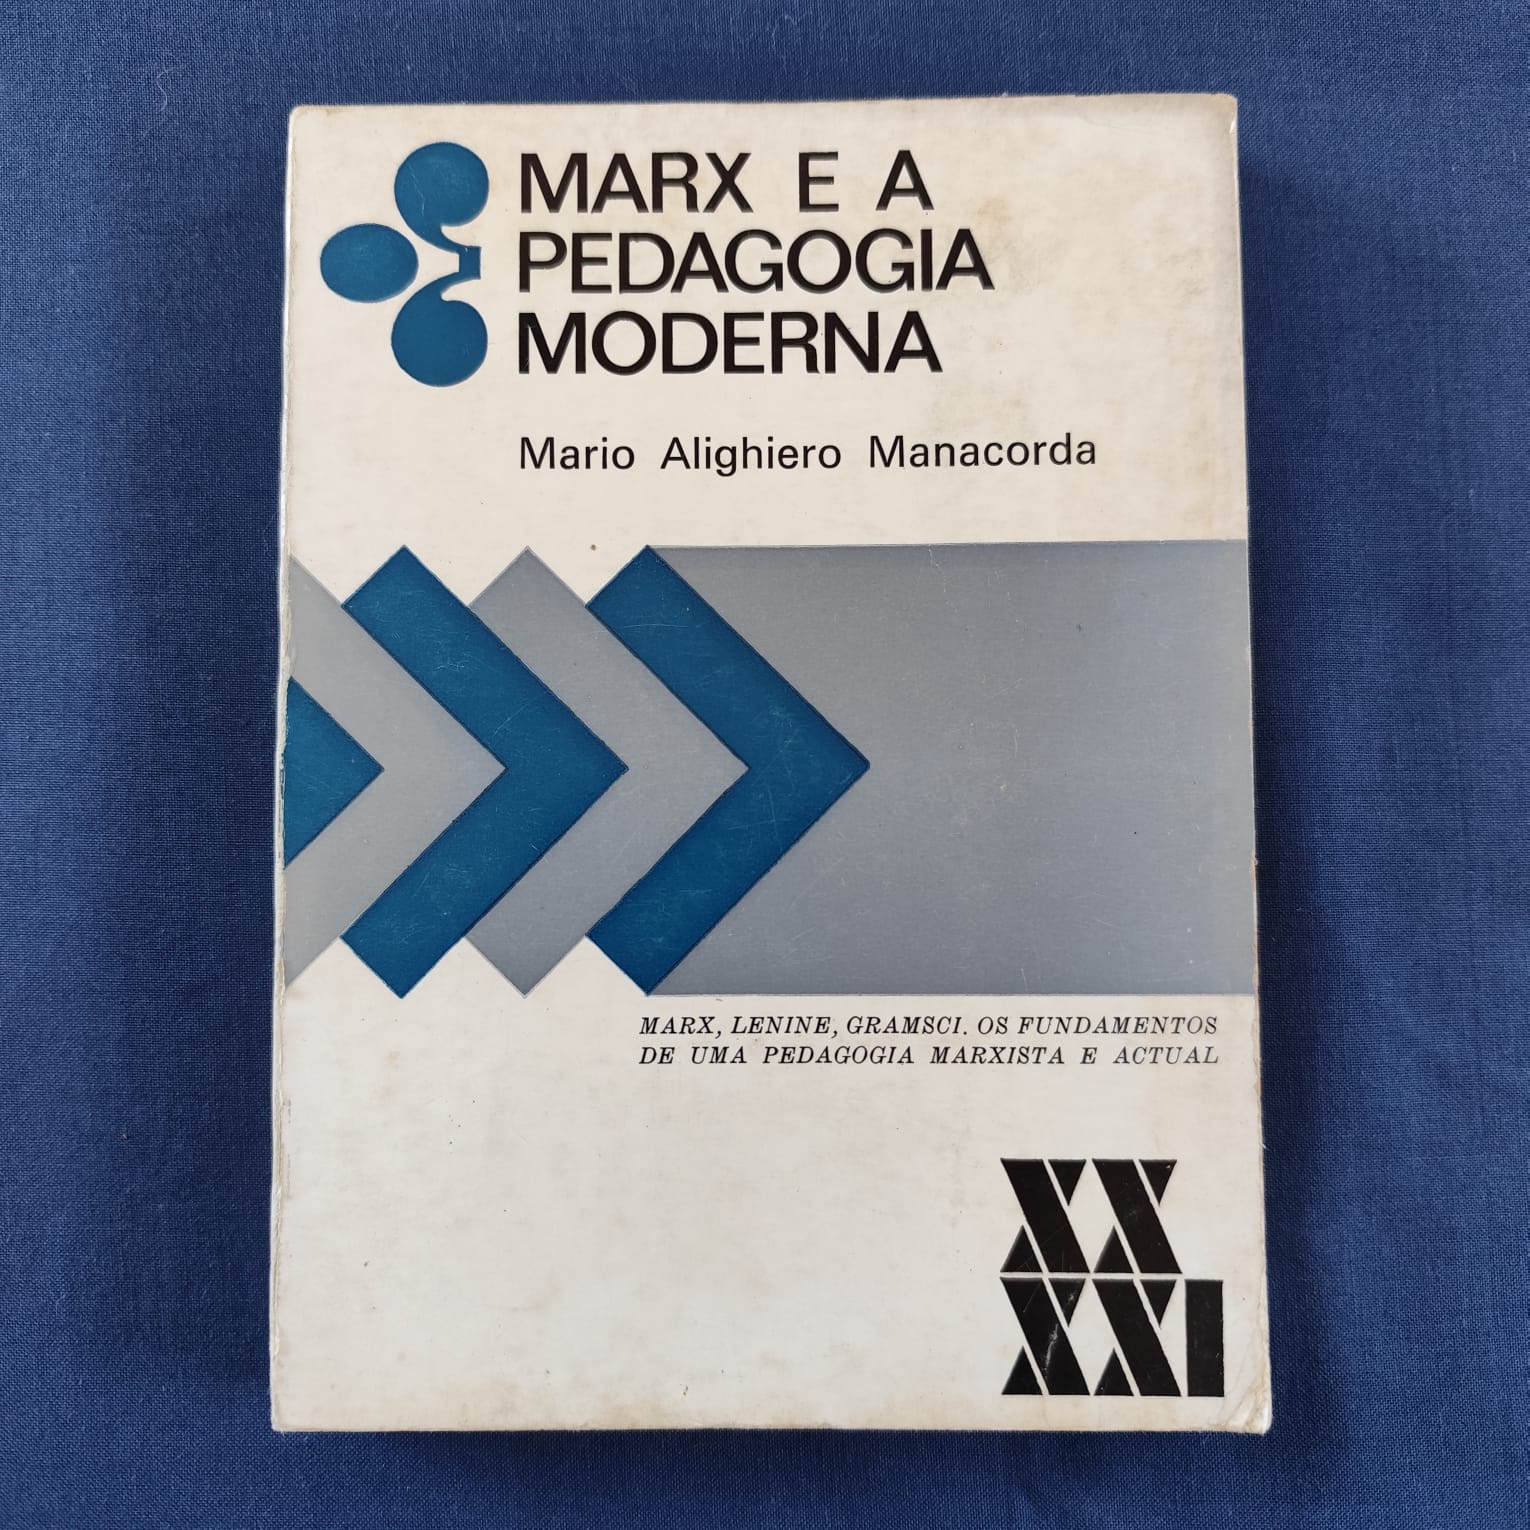 MARX E A
PEDAGOGIA
MODERNA
Mario Alighiero Manacorda
MARX, LENINE, GRAMSCI. OS FUNDAMENTOS
DE UMA PEDAGOGIA MARXISTA E ACTUAL
XX
XXI